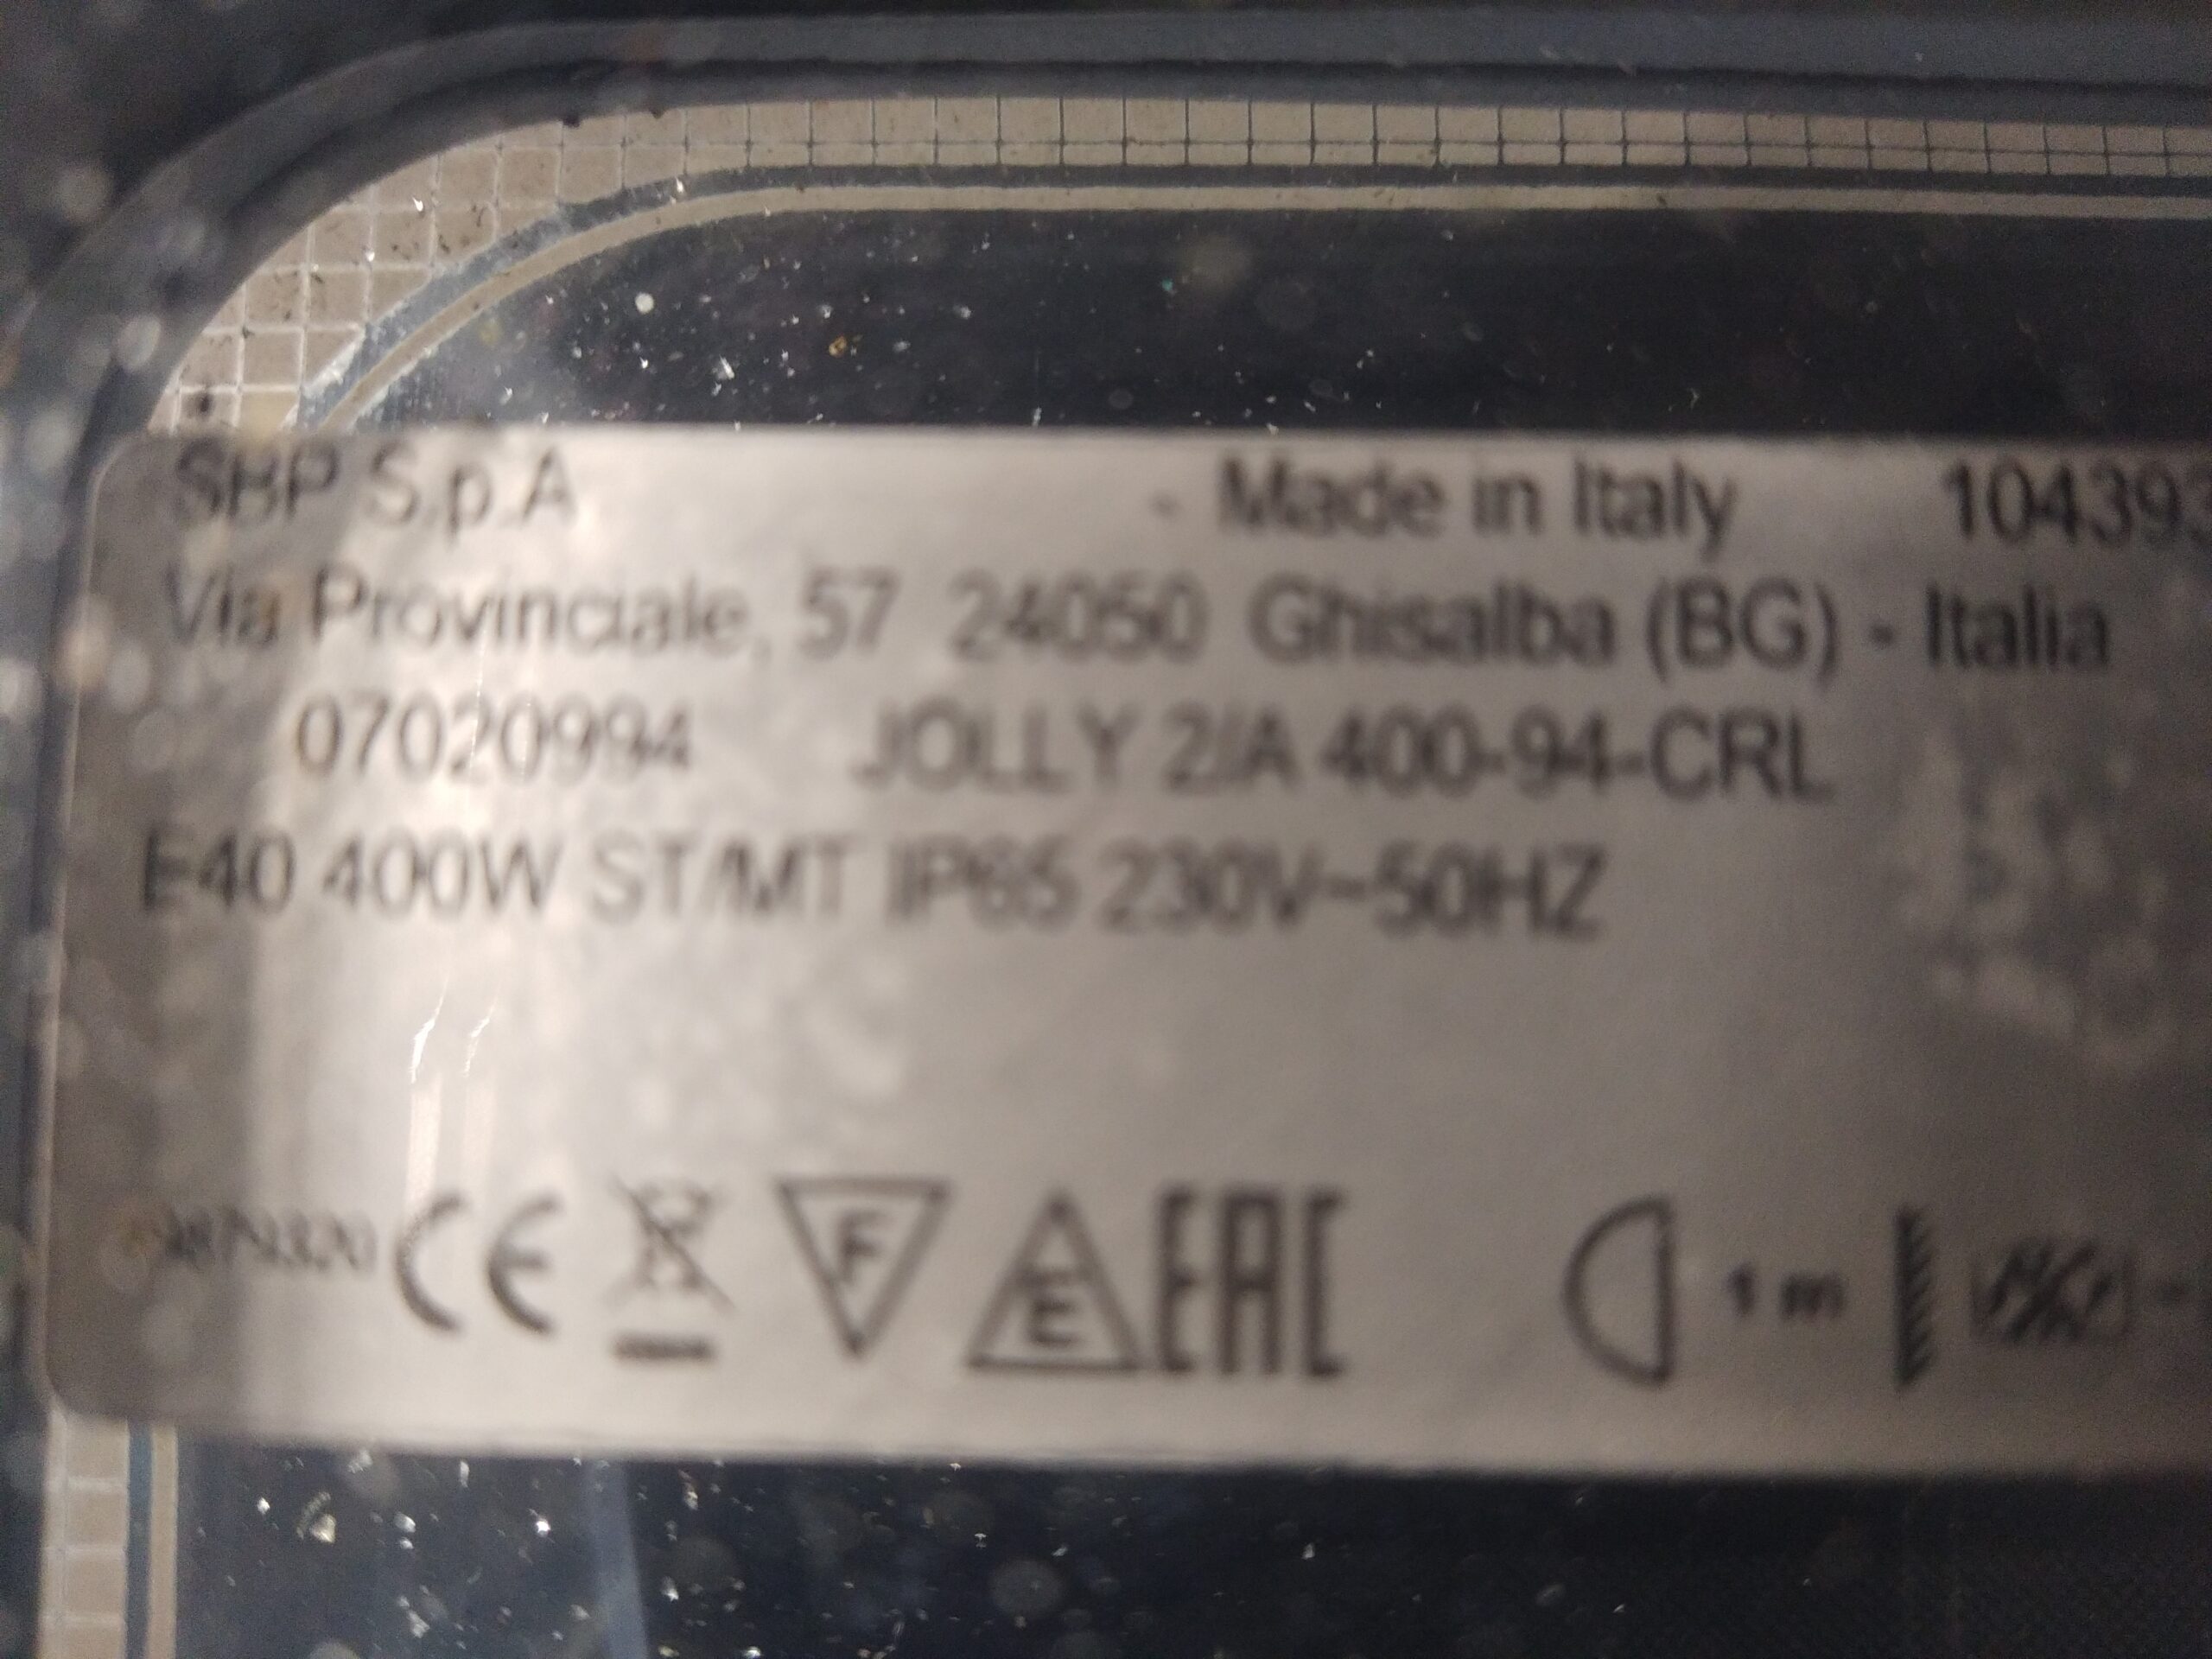 SBP S.p.A - Made in Italy 104393
Via Provinciale, 57 24050 Ghisalba (BG) - Italia
07020994 JOLLY 2/A 400-94-CRL
E40 400W ST/MT IP65 230V~50HZ
CE F E EAC 1 m